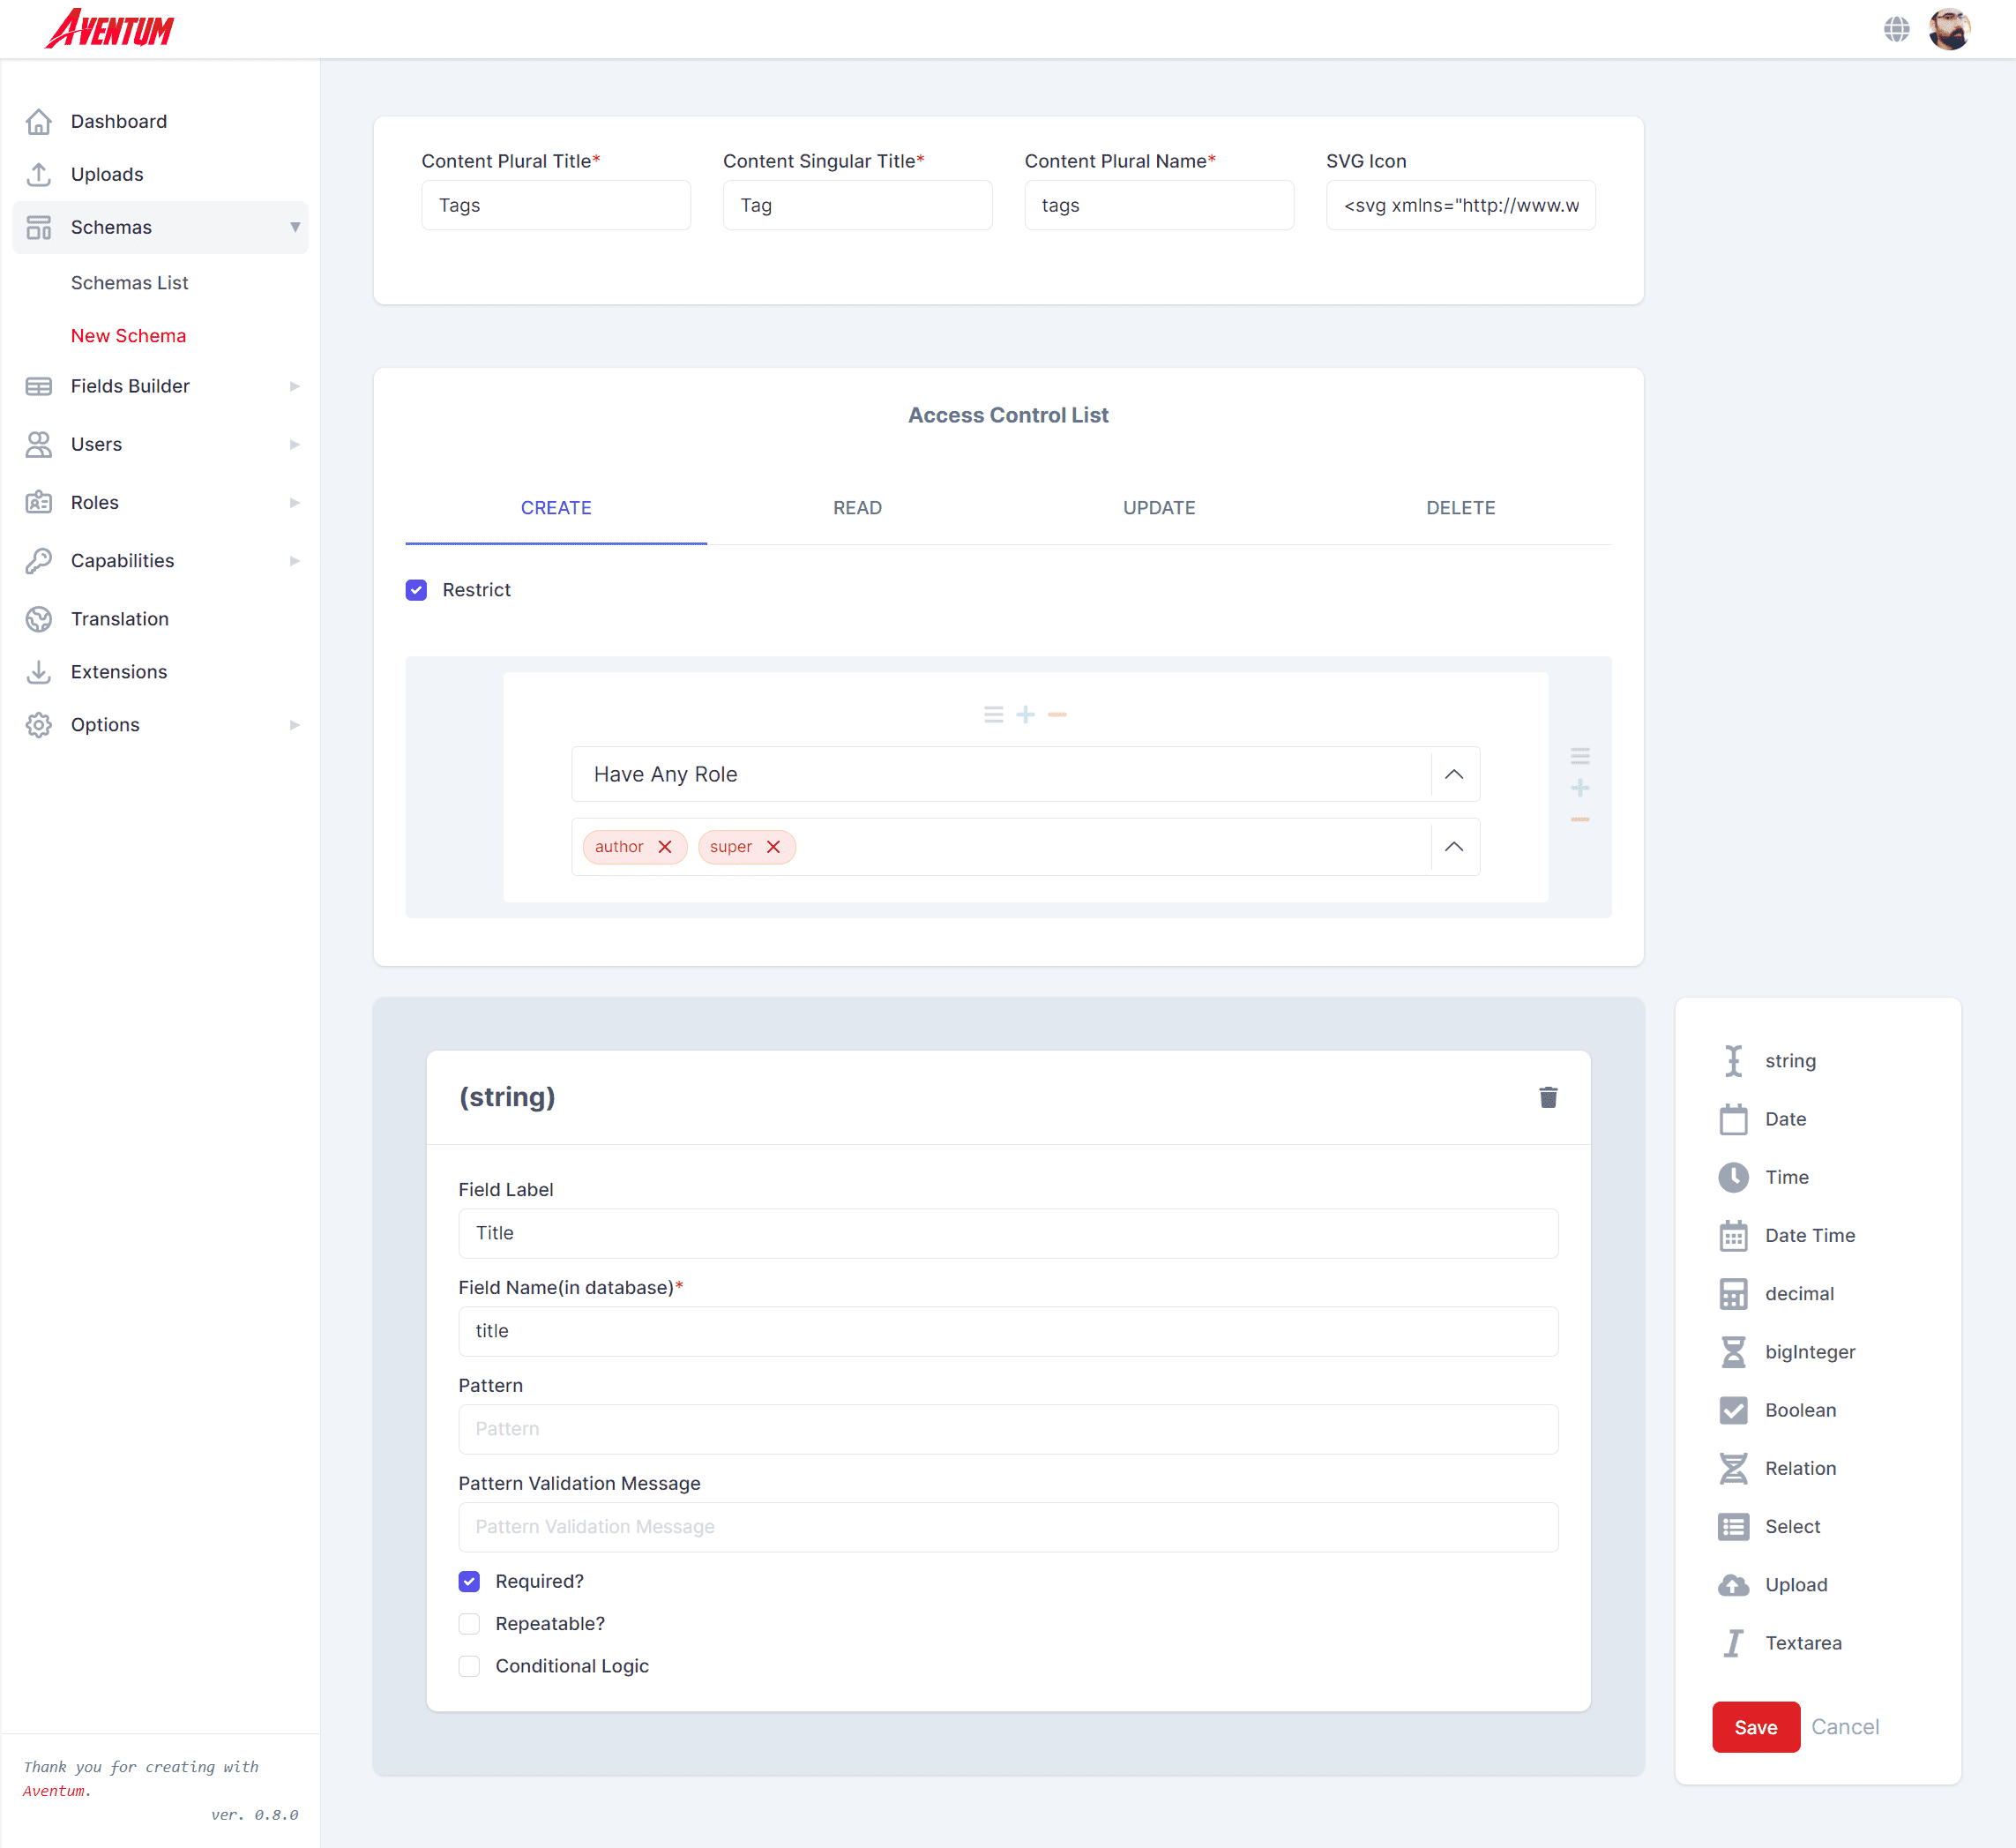 AVENTUM
Dashboard
Uploads
Schemas
Schemas List
New Schema
Fields Builder
Users
Roles
Capabilities
Translation
Extensions
Options
Thank you for creating with
Aventum.
ver. 0.8.0
Content Plural Title* Content Singular Title* Content Plural Name* SVG Icon
Tags Tag tags <svg xmlns="http://www.w
Access Control List
CREATE READ UPDATE DELETE
Restrict
Have Any Role
author super
(string)
Field Label
Title
Field Name(in database)*
title
Pattern
Pattern
Pattern Validation Message
Pattern Validation Message
Required?
Repeatable?
Conditional Logic
string
Date
Time
Date Time
decimal
bigInteger
Boolean
Relation
Select
Upload
Textarea
Save Cancel